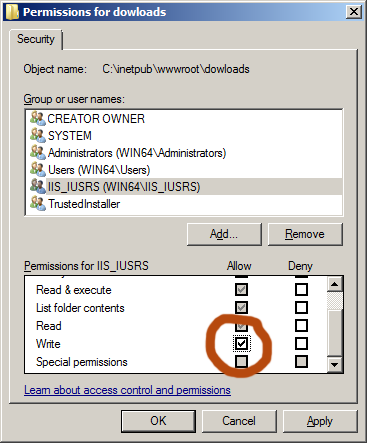 Permissions for dowloads
Security
Object name: C:\inetpub\wwwroot\dowloads
Group or user names:
CREATOR OWNER
SYSTEM
Administrators (WIN64\Administrators)
Users (WIN64\Users)
IIS_IUSRS (WIN64\IIS_IUSRS)
TrustedInstaller
Add... Remove
Permissions for IIS_IUSRS Allow Deny
Read & execute
List folder contents
Read
Write
Special permissions
Learn about access control and permissions
OK Cancel Apply